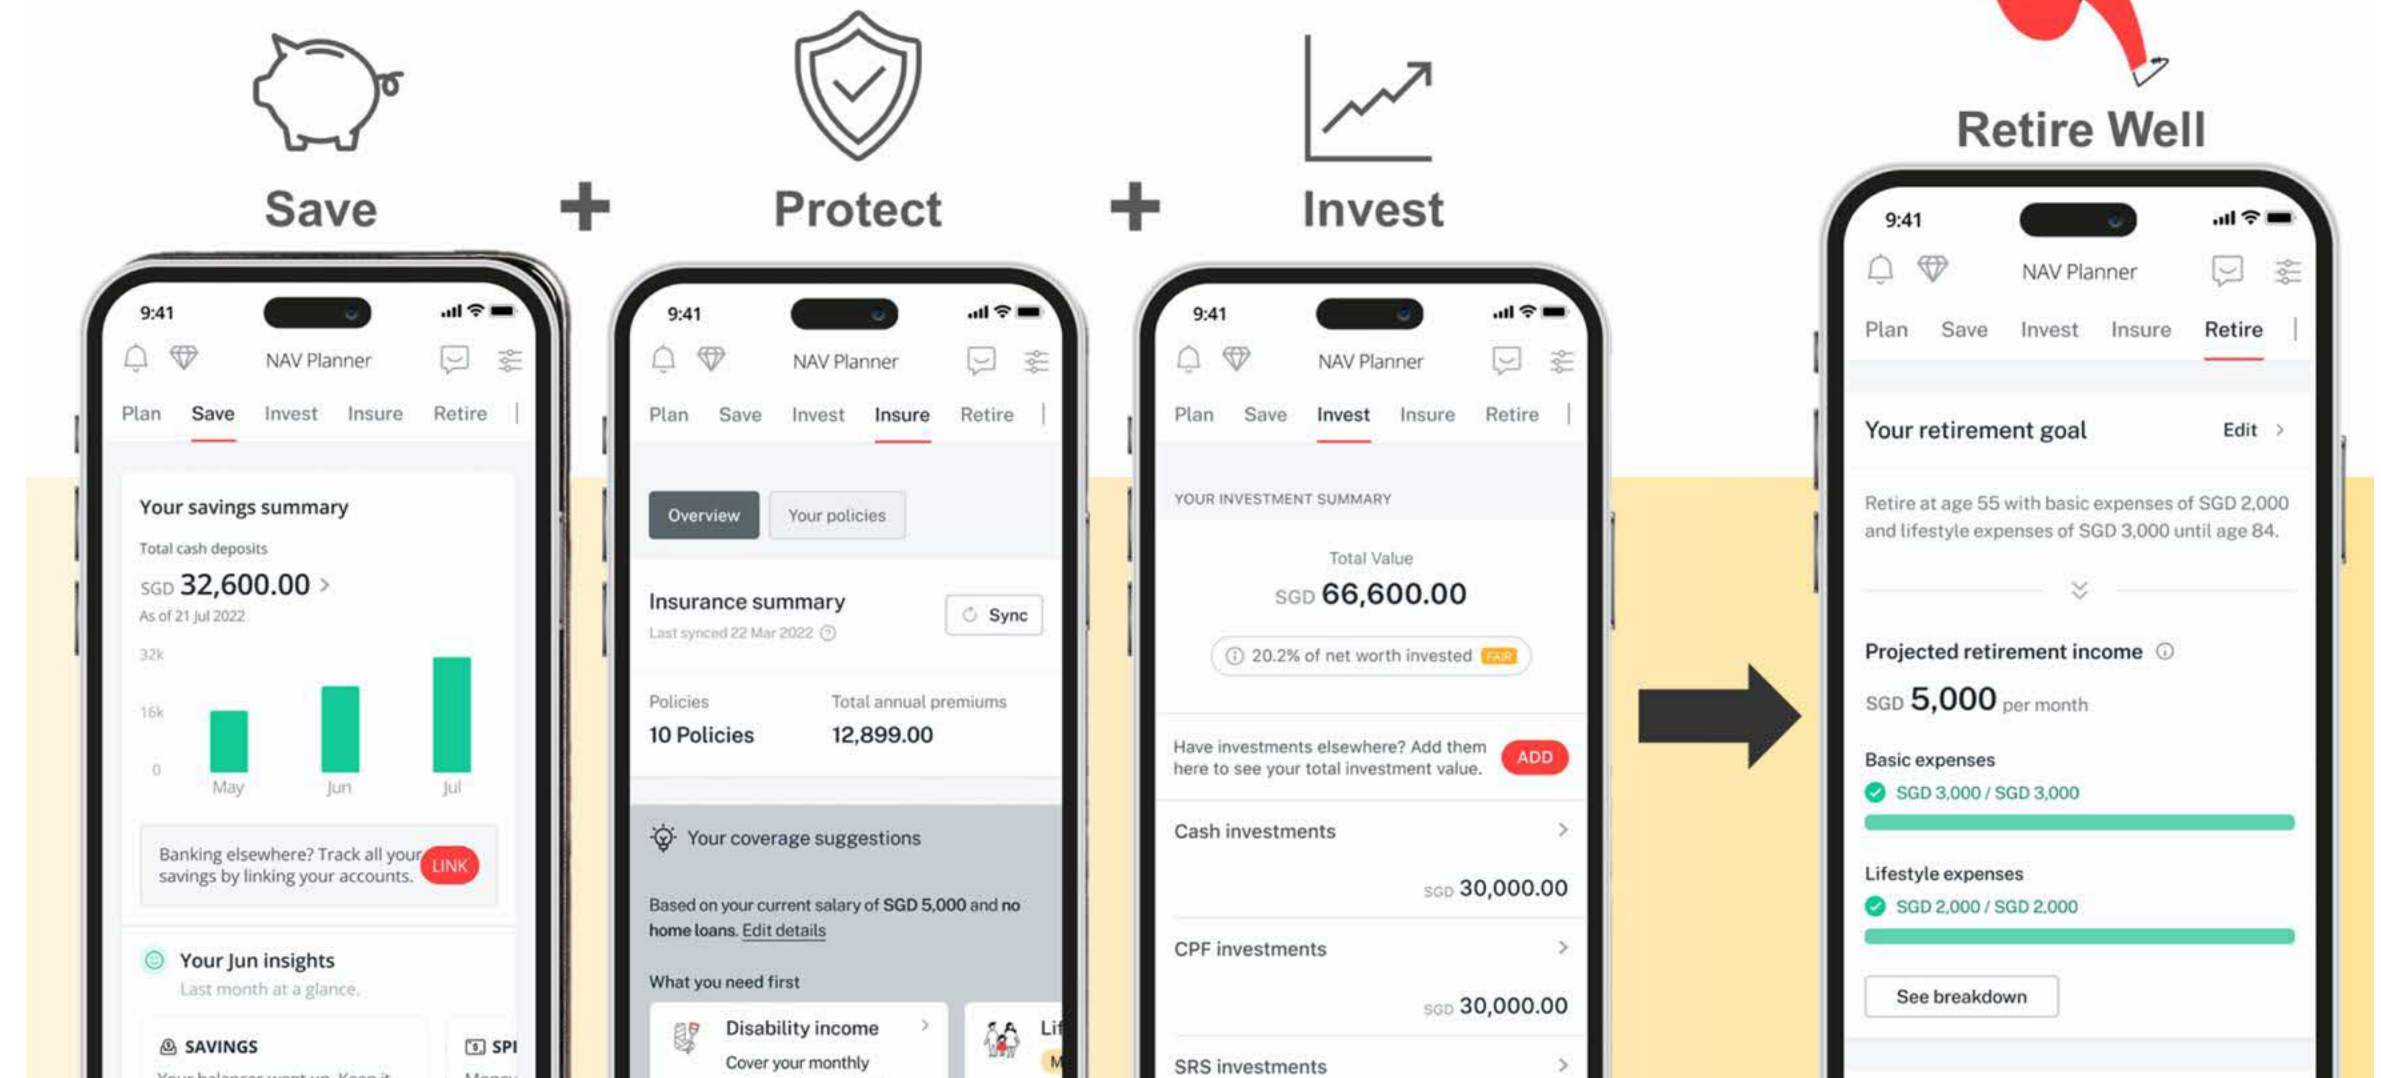 Save
+
Protect
+
Invest
Retire Well
9:41
NAV Planner
Plan Save Invest Insure Retire
Your savings summary
Total cash deposits
SGD 32,600.00 >
As of 21 Jul 2022
32k
16k
0
May Jun Jul
Banking elsewhere? Track all your
savings by linking your accounts.
LINK
Your Jun insights
Last month at a glance.
SAVINGS
SPI
9:41
NAV Planner
Plan Save Invest Insure Retire
Overview Your policies
Insurance summary
Last synced 22 Mar 2022
Sync
Policies Total annual premiums
10 Policies 12,899.00
Your coverage suggestions
Based on your current salary of SGD 5,000 and no
home loans. Edit details
What you need first
Disability income >
Cover your monthly
Lif
M
9:41
NAV Planner
Plan Save Invest Insure Retire
YOUR INVESTMENT SUMMARY
Total Value
SGD 66,600.00
20.2% of net worth invested FAIR
Have investments elsewhere? Add them
here to see your total investment value.
ADD
Cash investments >
SGD 30,000.00
CPF investments >
SGD 30,000.00
SRS investments >
9:41
NAV Planner
Plan Save Invest Insure Retire
Your retirement goal Edit >
Retire at age 55 with basic expenses of SGD 2,000
and lifestyle expenses of SGD 3,000 until age 84.
Projected retirement income
SGD 5,000 per month
Basic expenses
SGD 3,000 / SGD 3,000
Lifestyle expenses
SGD 2,000 / SGD 2,000
See breakdown